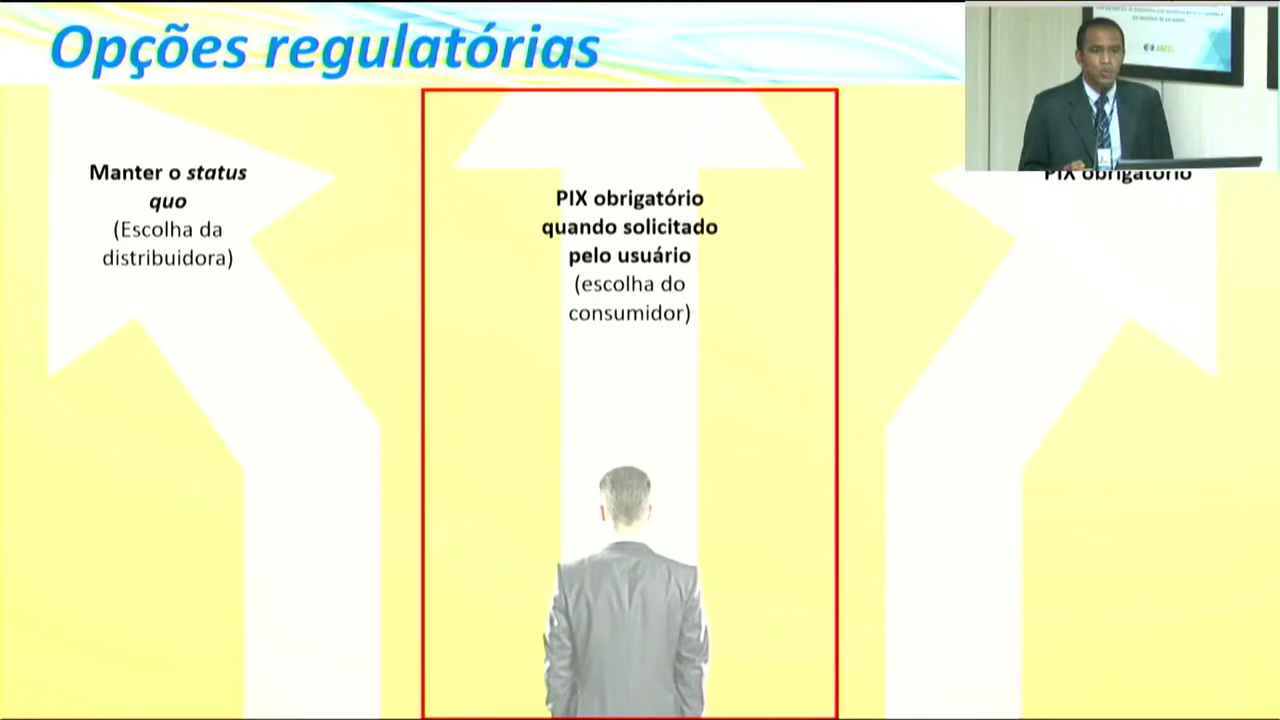 Opções regulatórias
Manter o status
quo
(Escolha da
distribuidora)
PIX obrigatório
quando solicitado
pelo usuário
(escolha do
consumidor)
PIX obrigatório